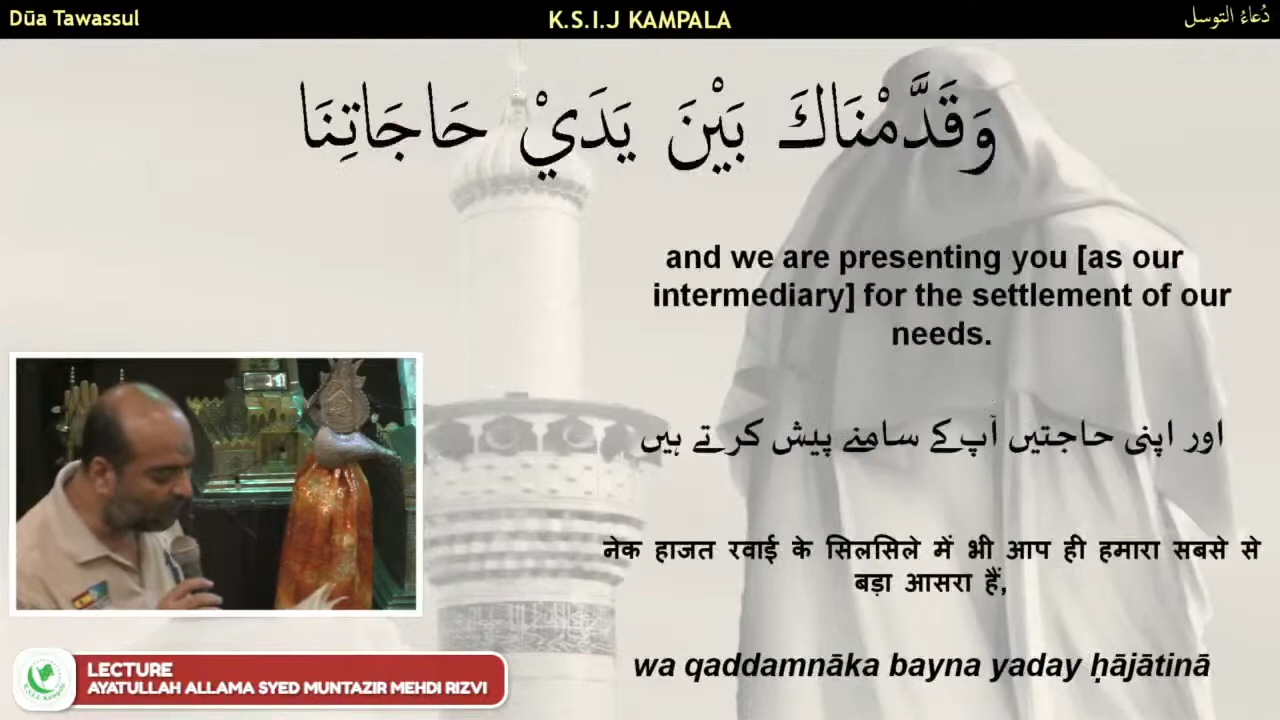 Dūa Tawassul
K.S.I.J KAMPALA
دُعاءُ التوسل
وَقَدَّمْنَاكَ بَيْنَ يَدَيْ حَاجَاتِنَا
and we are presenting you [as our
intermediary] for the settlement of our
needs.
اور اپنی حاجتیں آپ کے سامنے پیش کرتے ہیں
नेक हाजत रवाई के सिलसिले में भी आप ही हमारा सबसे से
बड़ा आसरा हैं,
wa qaddamnāka bayna yaday ḥājātinā
LECTURE
AYATULLAH ALLAMA SYED MUNTAZIR MEHDI RIZVI
K.S.I.J. Kampala